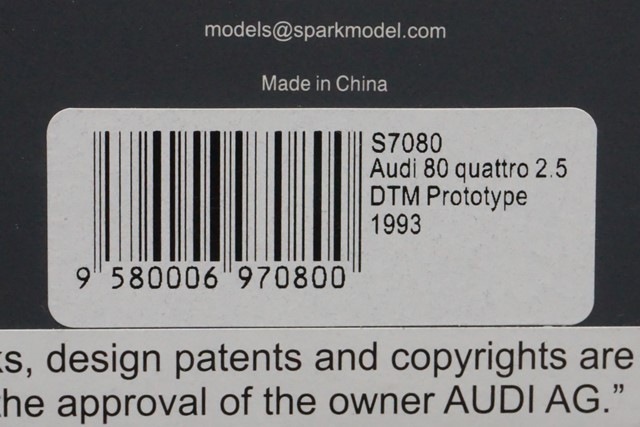 models@sparkmodel.com
Made in China
S7080
Audi 80 quattro 2.5
DTM Prototype
1993
9 580006 970800
s, design patents and copyrights are
the approval of the owner AUDI AG.”